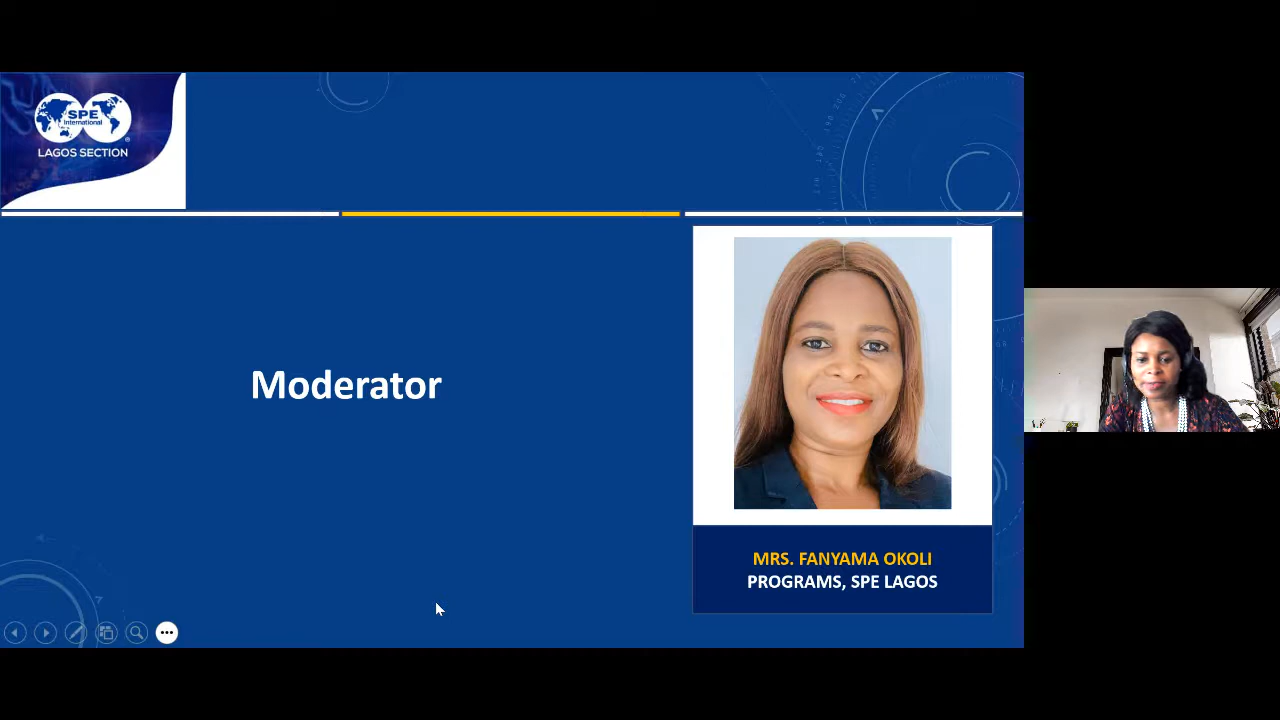 SPE
International
LAGOS SECTION
Moderator
MRS. FANYAMA OKOLI
PROGRAMS, SPE LAGOS